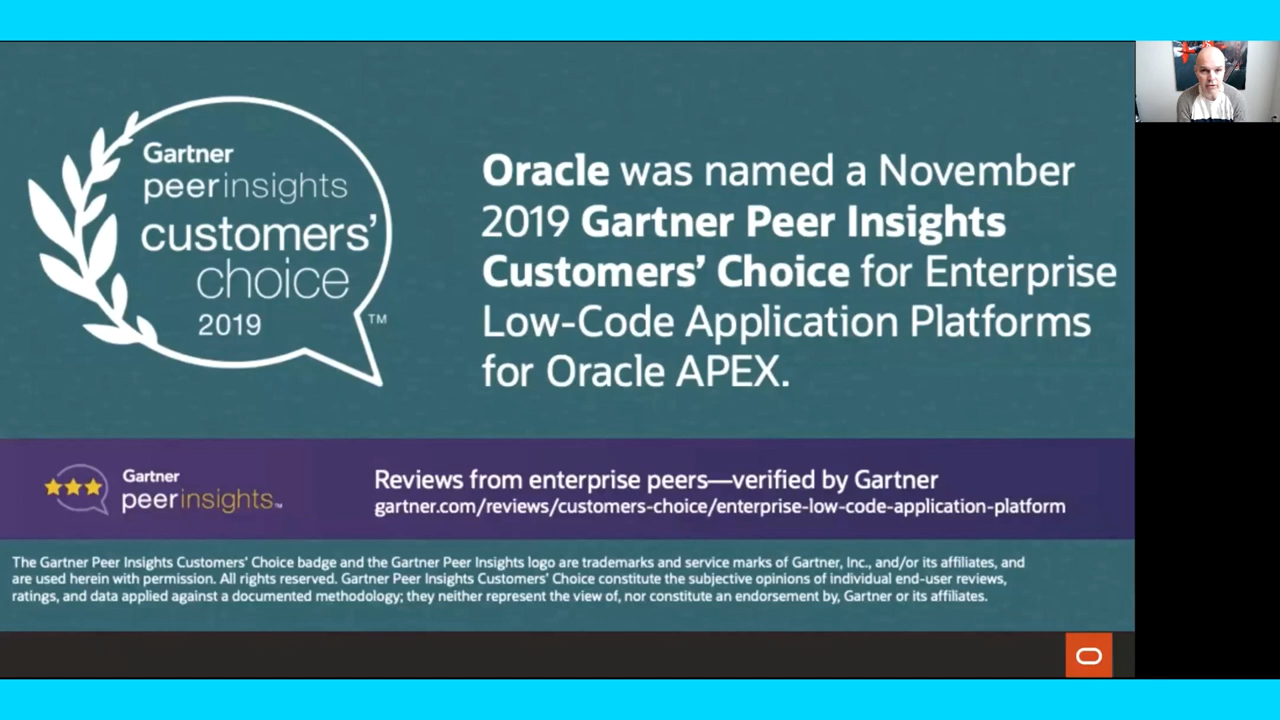 Gartner
peerinsights
customers'
choice
2019
TM
Oracle was named a November
2019 Gartner Peer Insights
Customers' Choice for Enterprise
Low-Code Application Platforms
for Oracle APEX.
Gartner
peerinsights™
Reviews from enterprise peers—verified by Gartner
gartner.com/reviews/customers-choice/enterprise-low-code-application-platform
The Gartner Peer Insights Customers' Choice badge and the Gartner Peer Insights logo are trademarks and service marks of Gartner, Inc., and/or its affiliates, and
are used herein with permission. All rights reserved. Gartner Peer Insights Customers' Choice constitute the subjective opinions of individual end-user reviews,
ratings, and data applied against a documented methodology; they neither represent the view of, nor constitute an endorsement by, Gartner or its affiliates.